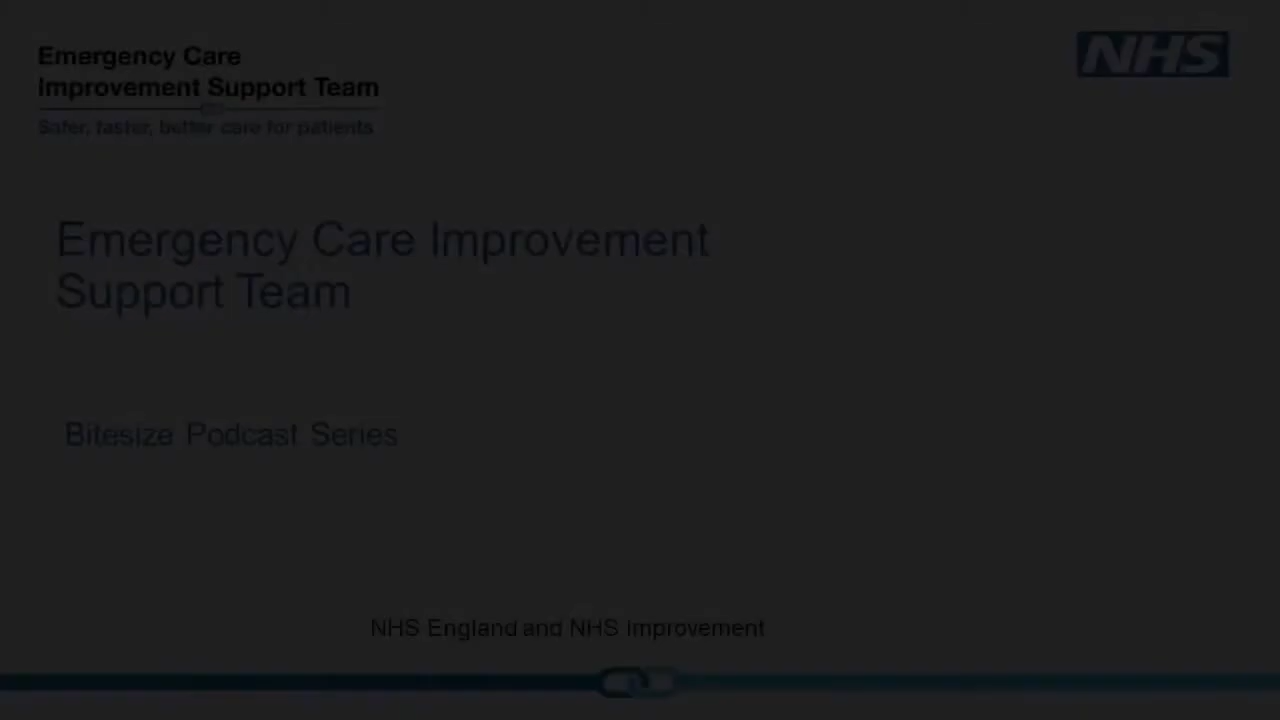 Emergency Care
Improvement Support Team
Safer, faster, better care for patients
NHS
Emergency Care Improvement
Support Team
Bitesize Podcast Series
NHS England and NHS Improvement